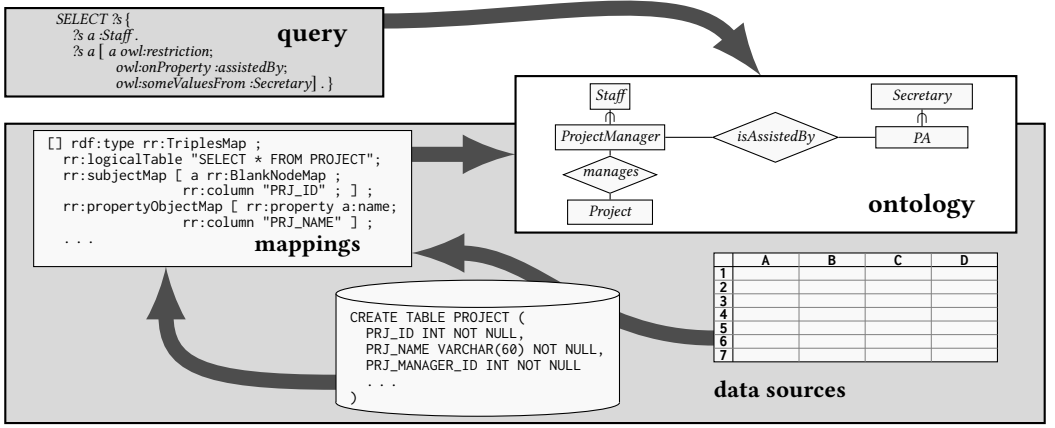 SELECT ?s {
?s a :Staff .
?s a [ a owl:restriction;
owl:onProperty :assistedBy;
owl:someValuesFrom :Secretary] . }
query
Staff
Secretary
ProjectManager
isAssistedBy
PA
manages
Project
ontology
[] rdf:type rr:TriplesMap ;
rr:logicalTable "SELECT * FROM PROJECT";
rr:subjectMap [ a rr:BlankNodeMap ;
rr:column "PRJ_ID" ; ] ;
rr:propertyObjectMap [ rr:property a:name;
rr:column "PRJ_NAME" ] ;
. . .
mappings
CREATE TABLE PROJECT (
PRJ_ID INT NOT NULL,
PRJ_NAME VARCHAR(60) NOT NULL,
PRJ_MANAGER_ID INT NOT NULL
. . .
)
A B C D
1
2
3
4
5
6
7
data sources